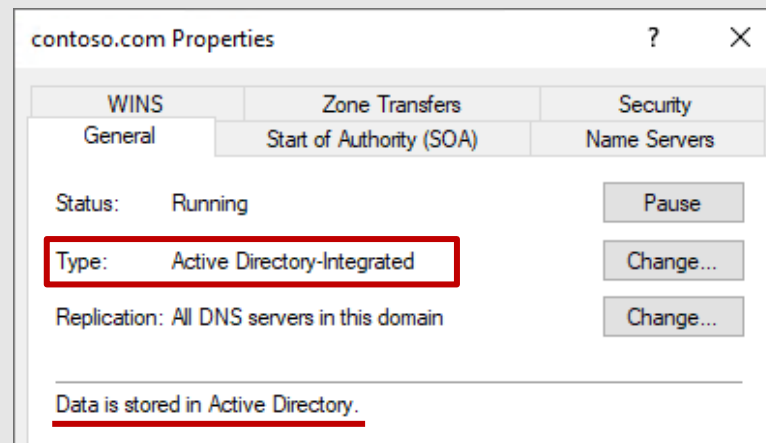 contoso.com Properties ? ×
WINS Zone Transfers Security
General Start of Authority (SOA) Name Servers
Status: Running Pause
Type: Active Directory-Integrated Change...
Replication: All DNS servers in this domain Change...
Data is stored in Active Directory.